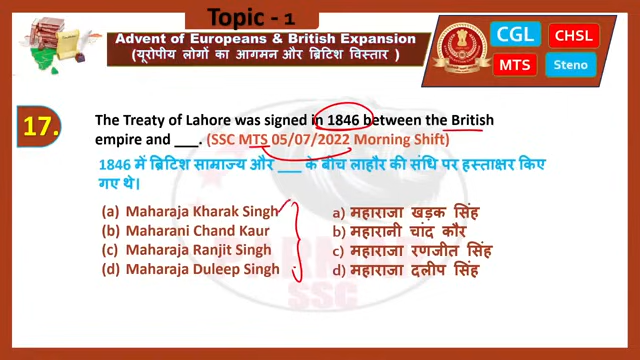 Topic - 1
Advent of Europeans & British Expansion
(यूरोपीय लोगों का आगमन और ब्रिटिश विस्तार )
CGL
CHSL
MTS
Steno
17.
The Treaty of Lahore was signed in 1846 between the British
empire and ___. (SSC MTS 05/07/2022 Morning Shift)
1846 में ब्रिटिश साम्राज्य और ___ के बीच लाहौर की संधि पर हस्ताक्षर किए
गए थे।
(a) Maharaja Kharak Singh
(b) Maharani Chand Kaur
(c) Maharaja Ranjit Singh
(d) Maharaja Duleep Singh
a) महाराजा खड़क सिंह
b) महारानी चांद कौर
c) महाराजा रणजीत सिंह
d) महाराजा दलीप सिंह
SSC